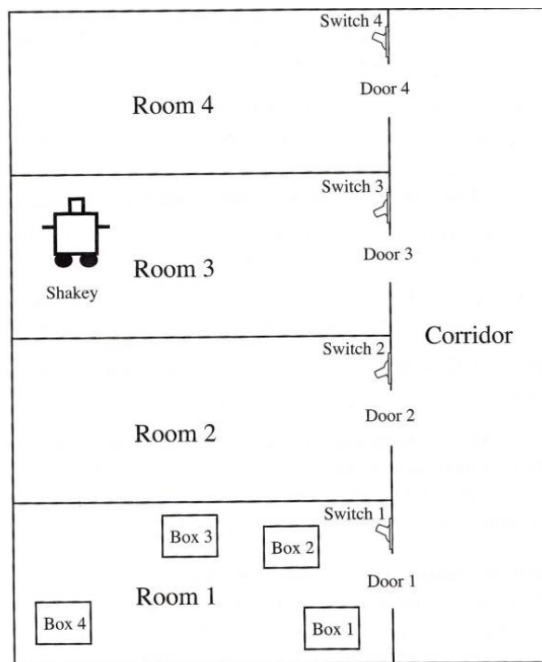 Switch 4
Door 4
Room 4
Switch 3
Door 3
Room 3
Shakey
Corridor
Switch 2
Door 2
Room 2
Switch 1
Box 3
Box 2
Door 1
Room 1
Box 4
Box 1